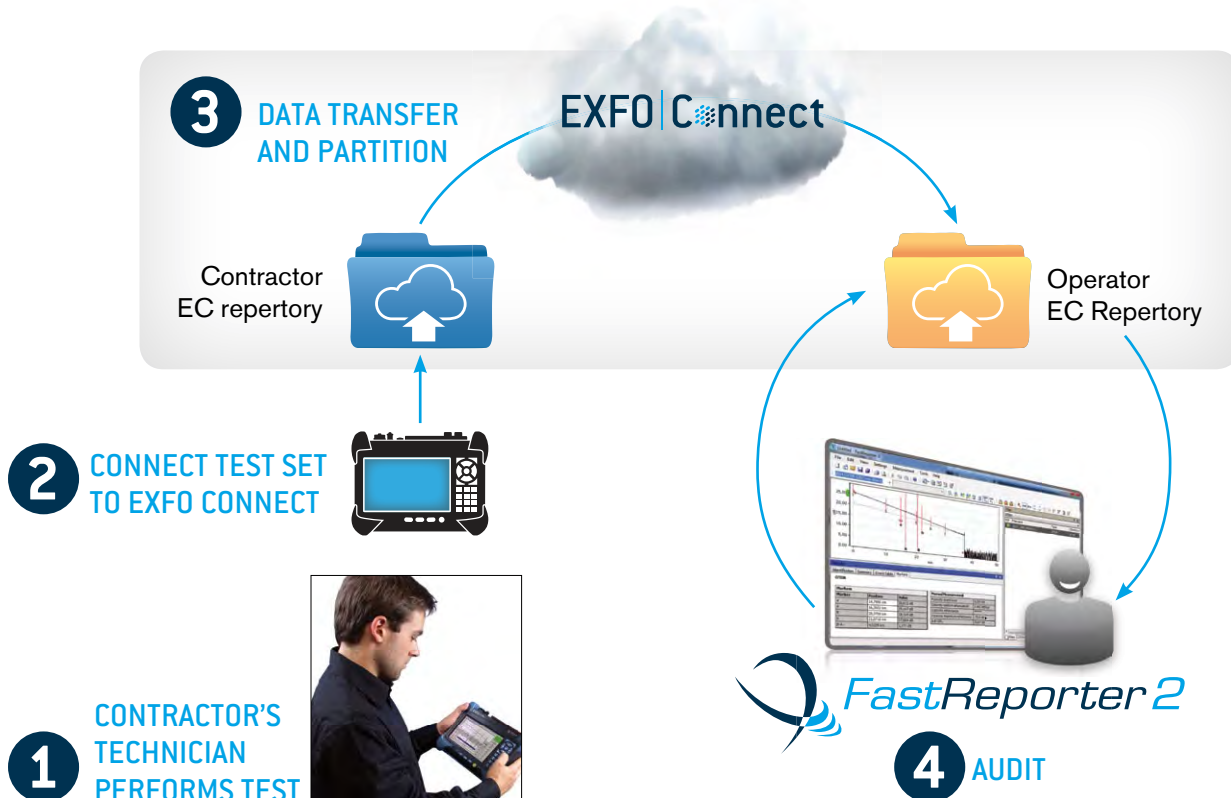 3
DATA TRANSFER
AND PARTITION
EXFO | Connect
Contractor
EC repertory
Operator
EC Repertory
2
CONNECT TEST SET
TO EXFO CONNECT
FastReporter 2
1
CONTRACTOR'S
TECHNICIAN
PERFORMS TEST
4
AUDIT